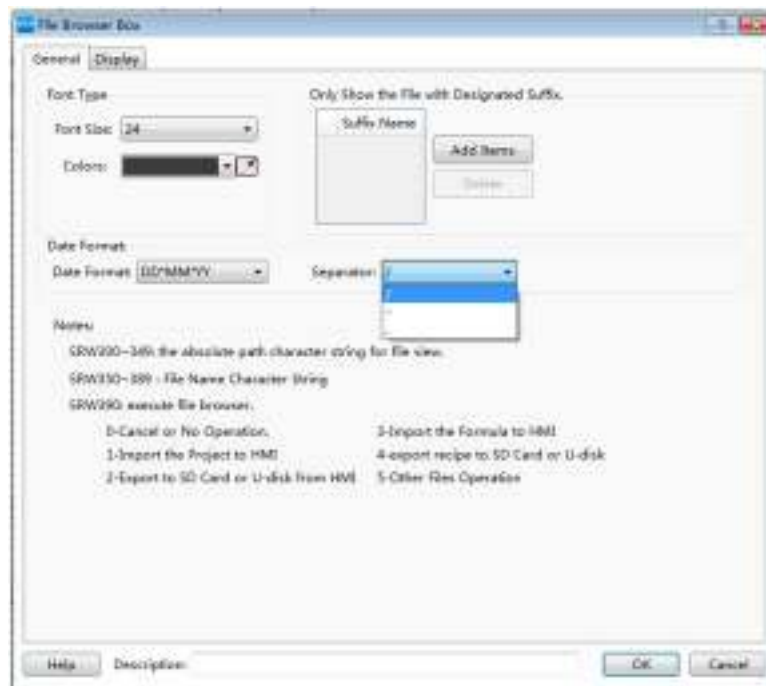 File Browser Box
General Display
Font Type
Only Show the File with Designated Suffix.
Font Size: 24
Suffix Name
Add Items
Colors:
Delete
Date Format:
Date Format: DD*MM*YY
Separation: /
/
-
Notes:
SRW330~349: the absolute path character string for file view.
SRW350~389 : File Name Character String
SRW390: execute file browser.
0-Cancel or No Operation.
3-Import the Formula to HMI
1-Import the Project to HMI
4-export recipe to SD Card or U-disk
2-Export to SD Card or U-disk from HMI
5-Other Files Operation
Help
Description:
OK
Cancel